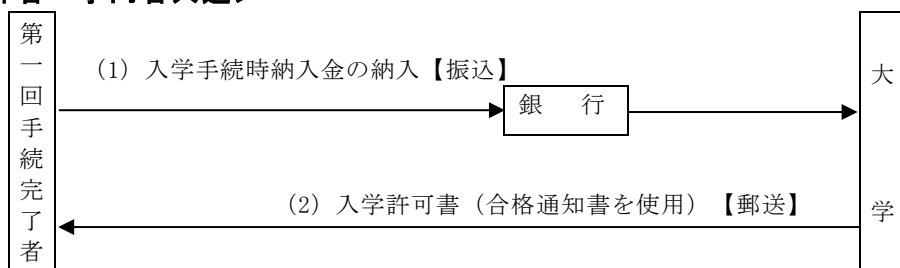 第一回手続完了者
(1) 入学手続時納入金の納入【振込】
銀　行
大　学
(2) 入学許可書（合格通知書を使用）【郵送】